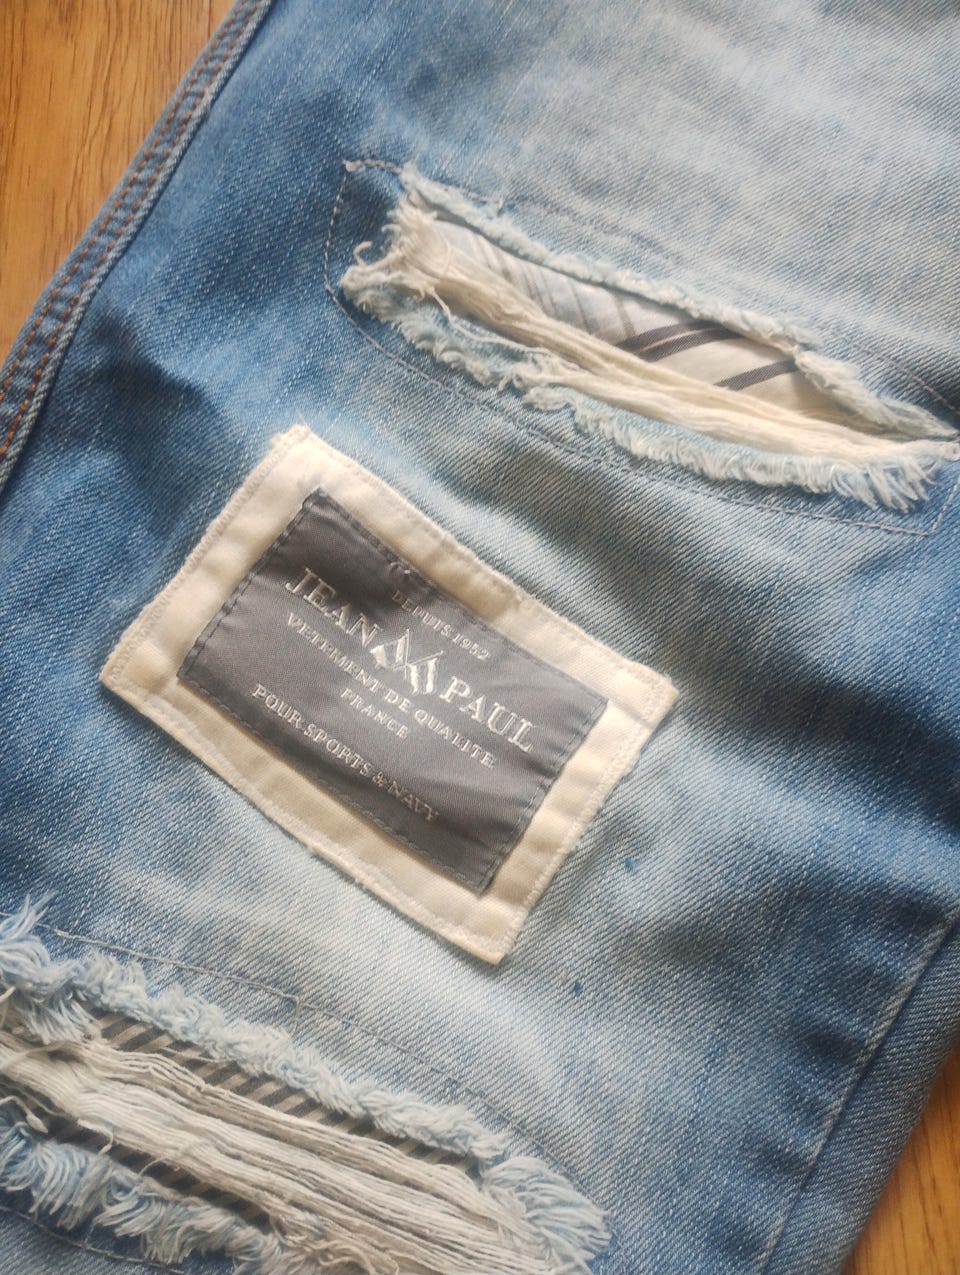 DEPUIS 1952
JEAN PAUL
VETEMENT DE QUALITE
FRANCE
POUR SPORTS & NAVY